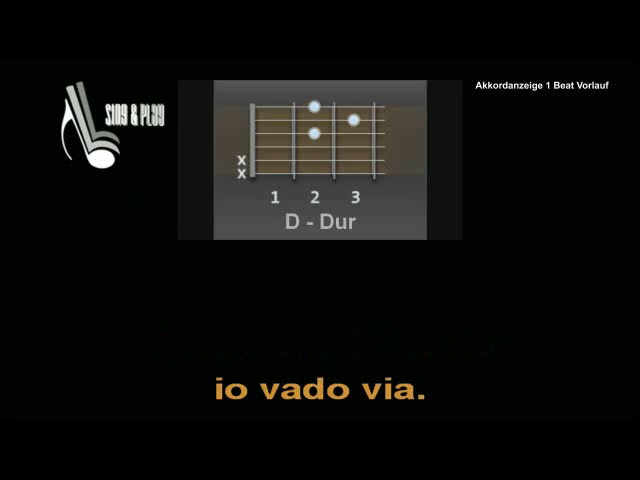 Akkordanzeige 1 Beat Vorlauf
SING & PLAY
x
x
1 2 3
D - Dur
io vado via.